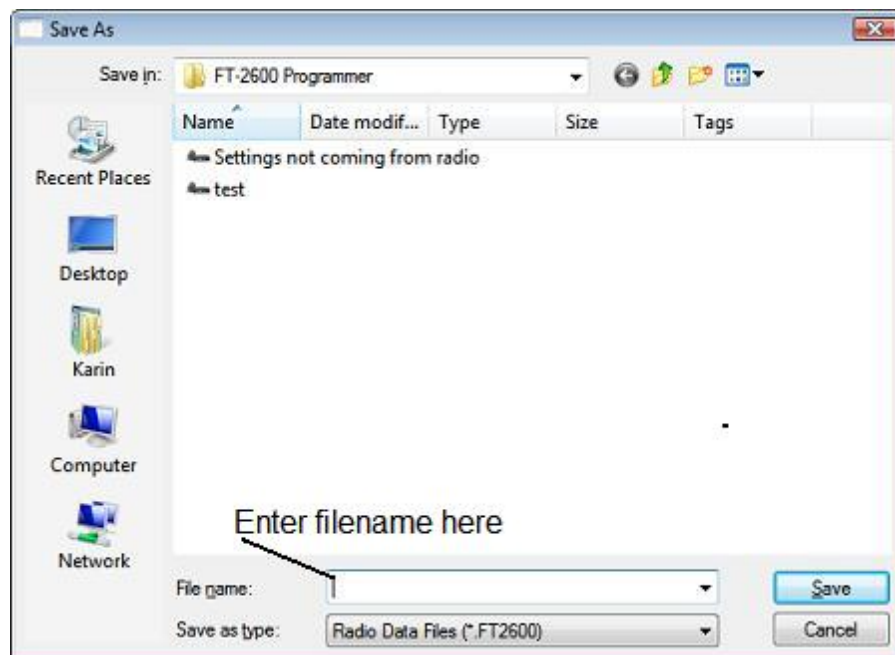 Save As
Save in: FT-2600 Programmer
Name Date modif... Type Size Tags
Settings not coming from radio
test
Recent Places
Desktop
Karin
Computer
Network
Enter filename here
File name: Save
Save as type: Radio Data Files (*.FT2600) Cancel